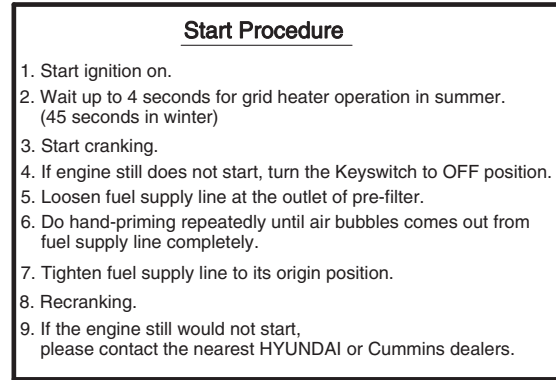 Start Procedure
1. Start ignition on.
2. Wait up to 4 seconds for grid heater operation in summer.
(45 seconds in winter)
3. Start cranking.
4. If engine still does not start, turn the Keyswitch to OFF position.
5. Loosen fuel supply line at the outlet of pre-filter.
6. Do hand-priming repeatedly until air bubbles comes out from
fuel supply line completely.
7. Tighten fuel supply line to its origin position.
8. Recranking.
9. If the engine still would not start,
please contact the nearest HYUNDAI or Cummins dealers.